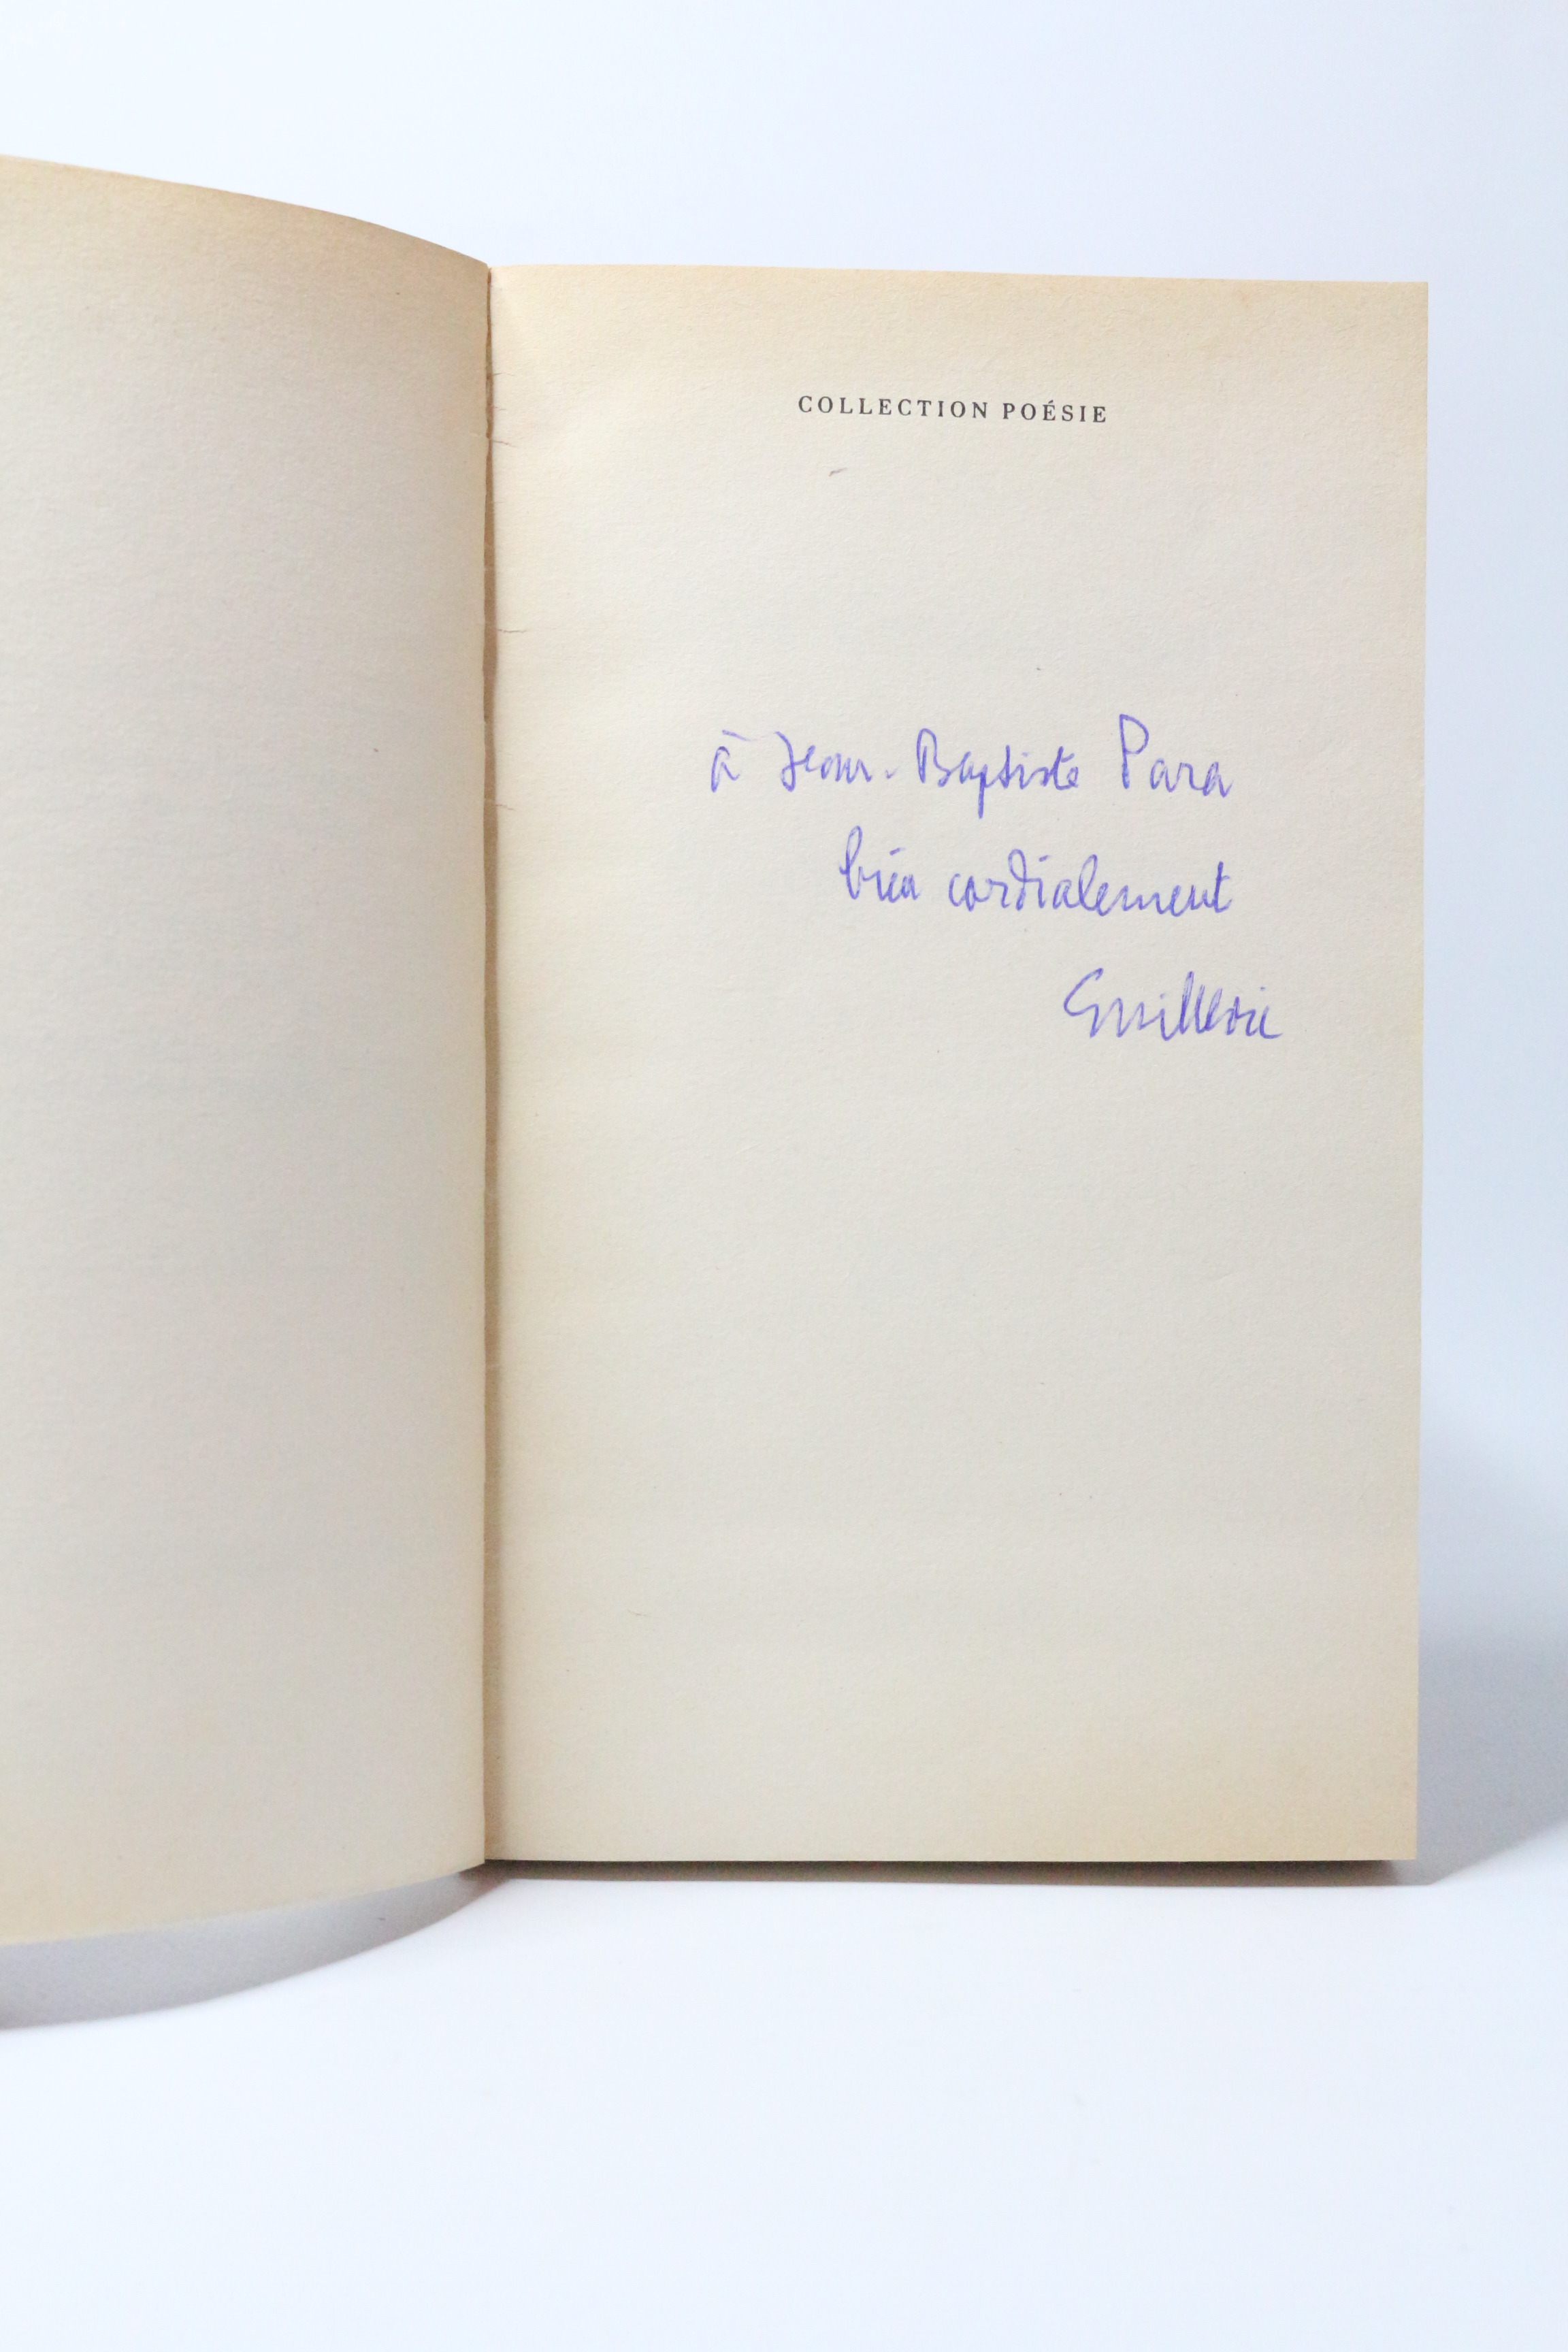 COLLECTION POÉSIE
à Jean-Baptiste Para
bien cordialement
Guillevic